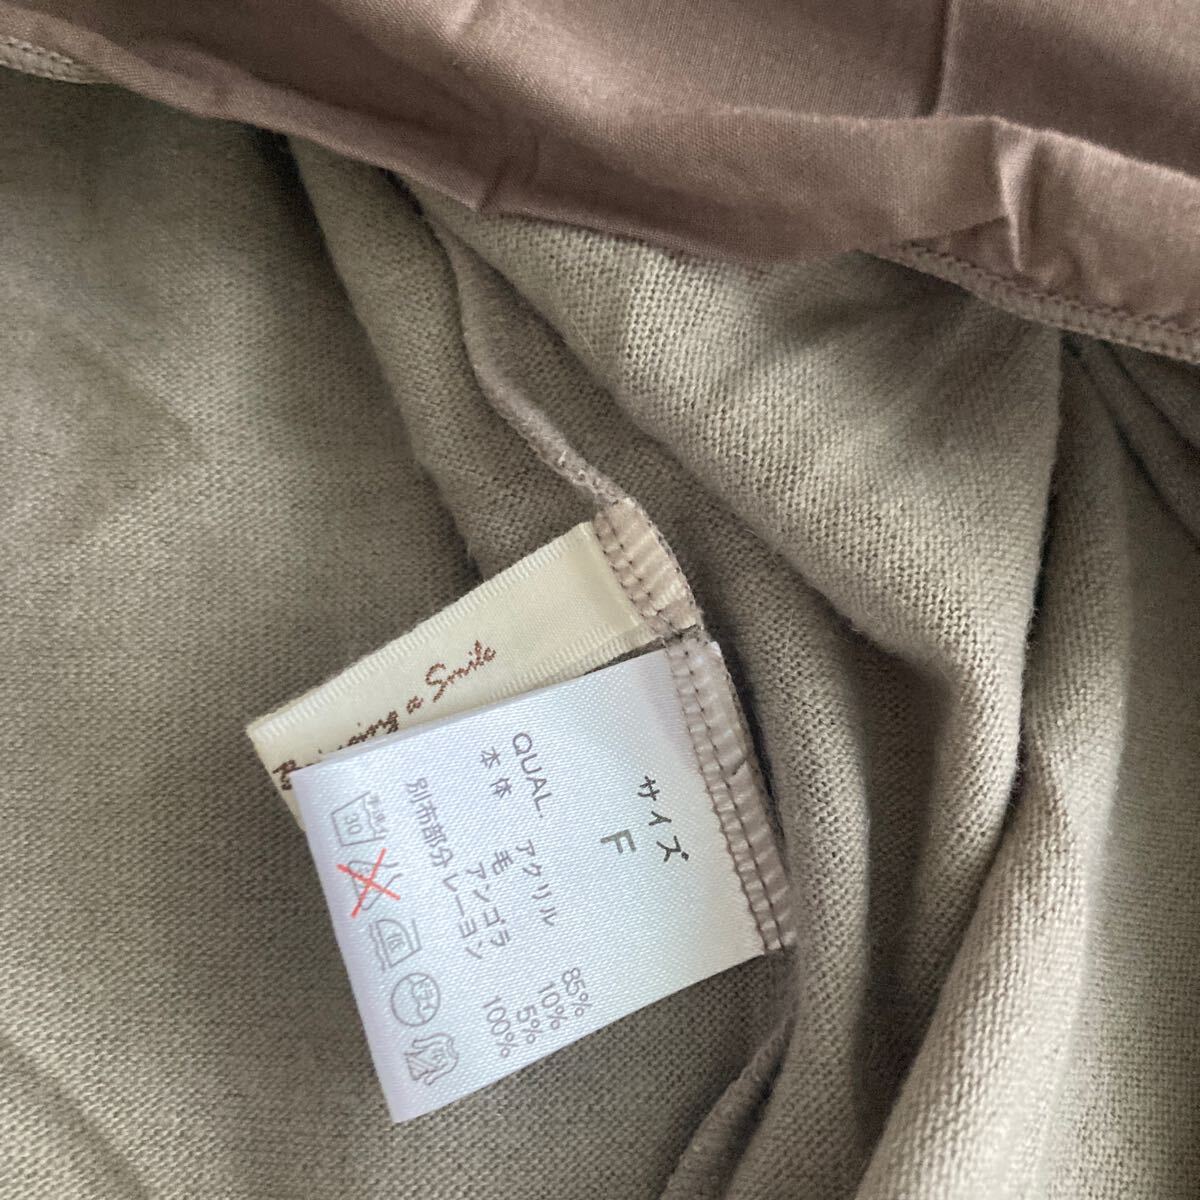 サイズ
F
QUAL.
本体 アクリル 85%
毛 10%
アンゴラ 5%
別布部分 レーヨン 100%
30
Smile
a